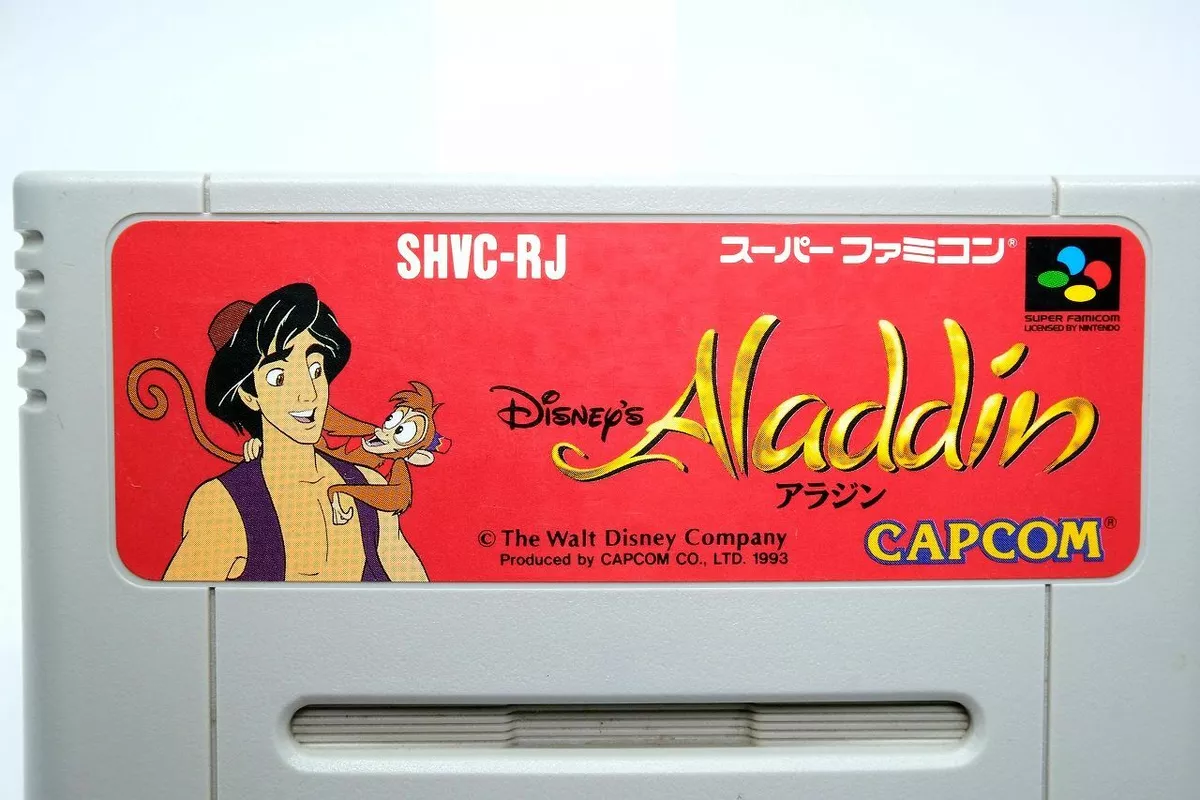 SHVC-RJ
スーパーファミコン®
SUPER FAMICOM
LICENSED BY NINTENDO
DISNEY'S Aladdin
アラジン
© The Walt Disney Company
Produced by CAPCOM CO., LTD. 1993
CAPCOM®